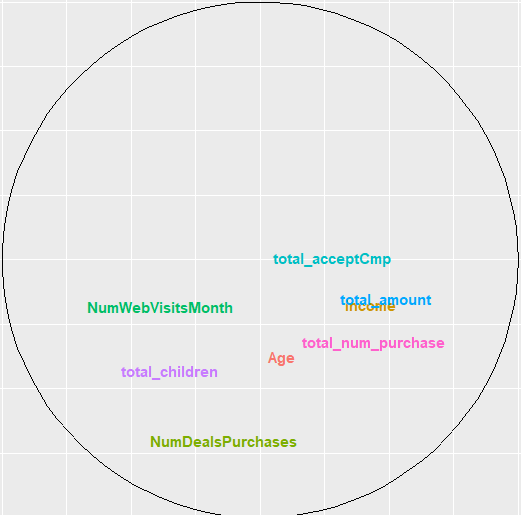 total_acceptCmp
total_amount
NumWebVisitsMonth
Income
total_num_purchase
Age
total_children
NumDealsPurchases